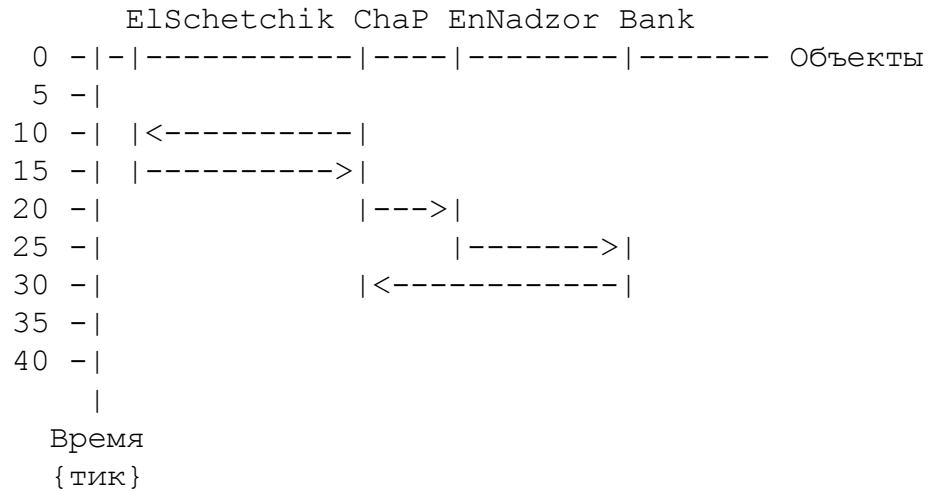 ElSchetchik ChaP EnNadzor Bank
 0 -|-|-----------|----|--------|------- Объекты
 5 -|
10 -| |<----------|
15 -| |---------->|
20 -|             |--->|
25 -|                  |------->|
30 -|             |<------------|
35 -|
40 -|
    |
  Время
  {тик}